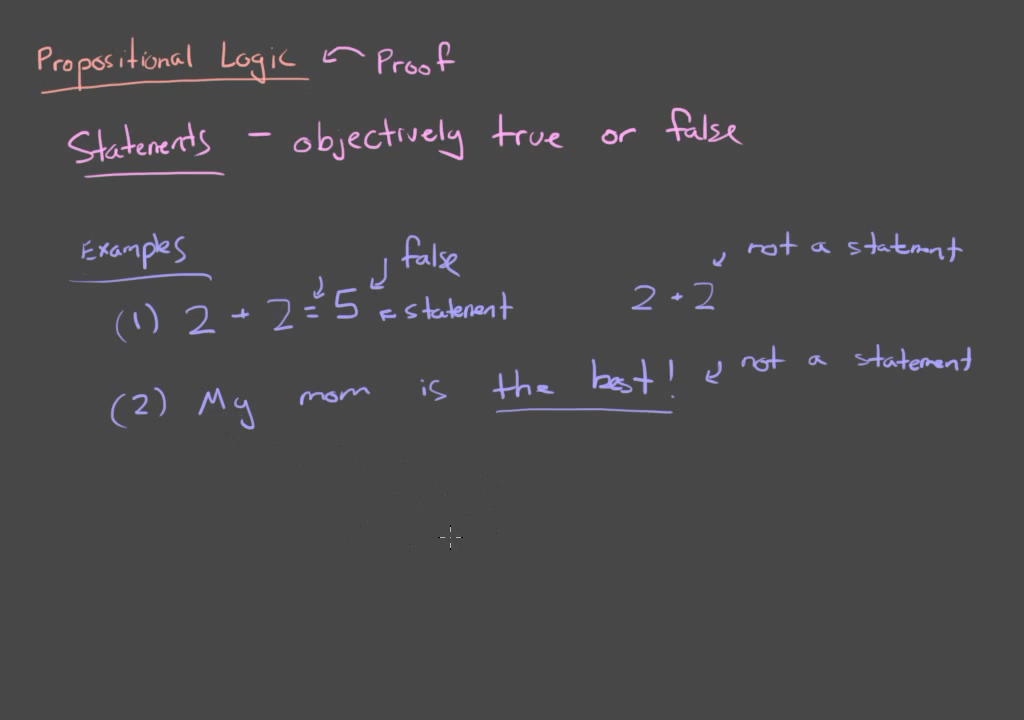 Propositional Logic ← Proof
Statements - objectively true or false
Examples
false
not a statement
(1) 2 + 2 = 5 ← statement
2 + 2
(2) My mom is the best! not a statement